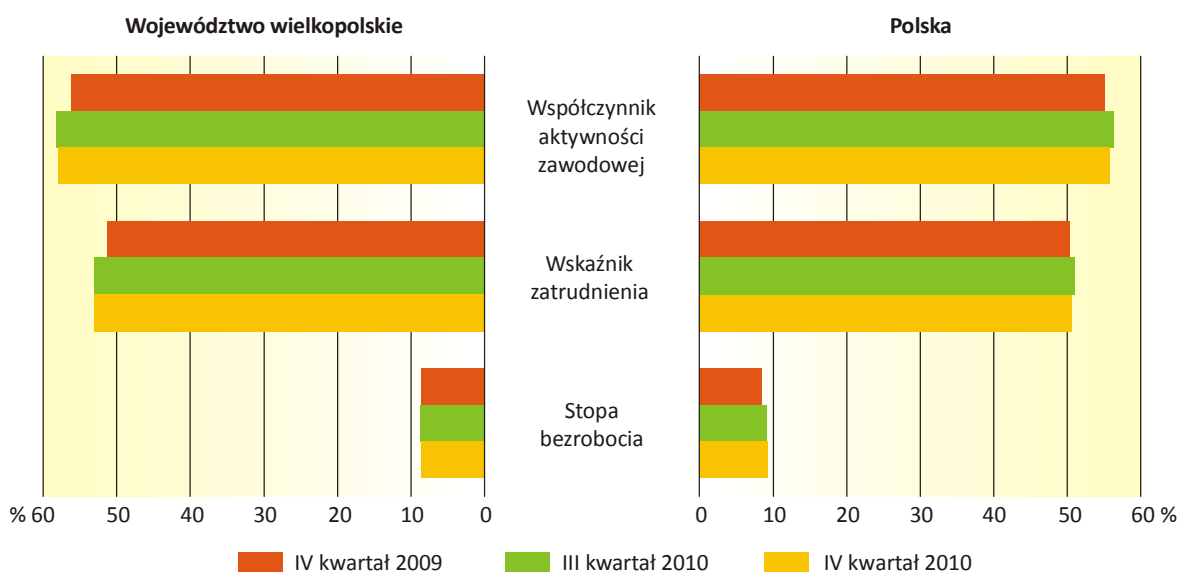 Województwo wielkopolskie
Polska
Współczynnik
aktywności
zawodowej
Wskaźnik
zatrudnienia
Stopa
bezrobocia
% 60 50 40 30 20 10 0
0 10 20 30 40 50 60 %
IV kwartał 2009 III kwartał 2010 IV kwartał 2010